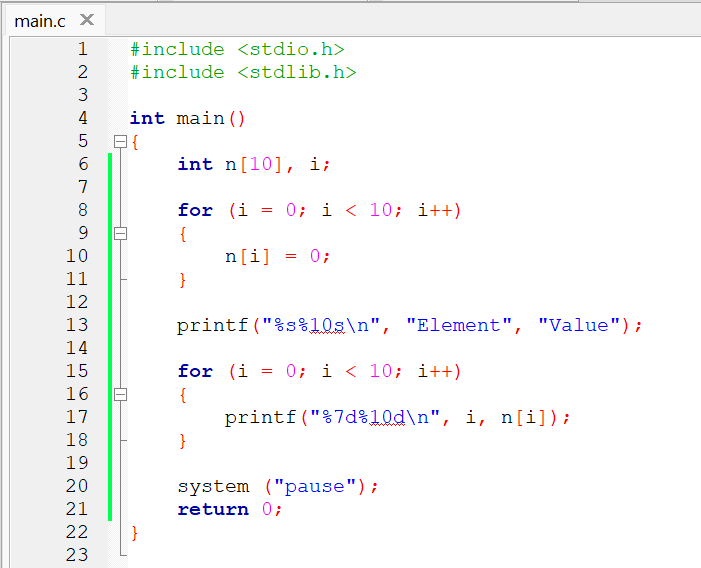 main.c
1 #include <stdio.h>
2 #include <stdlib.h>
3
4 int main()
5 {
6 int n[10], i;
7
8 for (i = 0; i < 10; i++)
9 {
10 n[i] = 0;
11 }
12
13 printf("%s%10s\n", "Element", "Value");
14
15 for (i = 0; i < 10; i++)
16 {
17 printf("%7d%10d\n", i, n[i]);
18 }
19
20 system ("pause");
21 return 0;
22 }
23